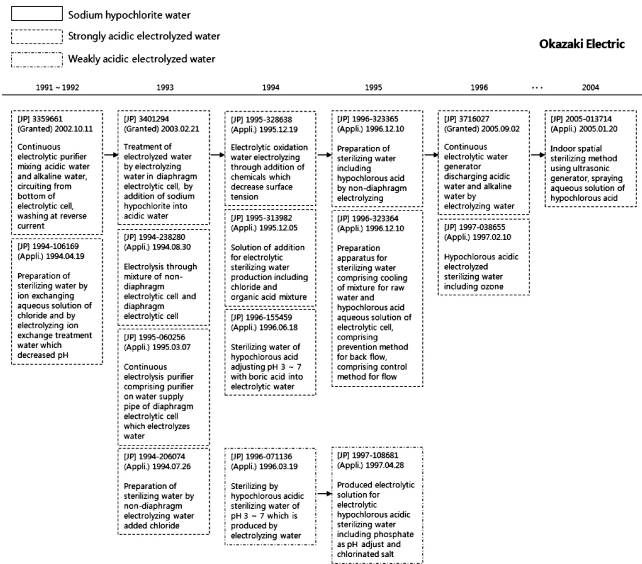 Sodium hypochlorite water
Strongly acidic electrolyzed water
Weakly acidic electrolyzed water
Okazaki Electric
1991 ~ 1992
1993
1994
1995
1996
...
2004
[JP] 3359661
(Granted) 2002.10.11
Continuous
electrolytic purifier
mixing acidic water
and alkaline water,
circuiting from
bottom of
electrolytic cell,
washing at reverse
current
[JP] 1994-106169
(Appli.) 1994.04.19
Preparation of
sterilizing water by
ion exchanging
aqueous solution of
chloride and by
electrolyzing ion
exchange treatment
water which
decreased pH
[JP] 3401294
(Granted) 2003.02.21
Treatment of
electrolyzed water by
electrolyzing water
in diaphragm
electrolytic cell, by
addition of sodium
hypochlorite into
acidic water
[JP] 1994-238280
(Appli.) 1994.08.30
Electrolysis through
mixture of non-
diaphragm
electrolytic cell and
diaphragm
electrolytic cell
[JP] 1995-060256
(Appli.) 1995.03.07
Continuous
electrolysis purifier
comprising purifier
on water supply
pipe of diaphragm
electrolytic cell
which electrolyzes
water
[JP] 1994-206074
(Appli.) 1994.07.26
Preparation of
sterilizing water by
non-diaphragm
electrolyzing water
added chloride
[JP] 1995-328638
(Appli.) 1995.12.19
Electrolytic oxidation
water electrolyzing
through addition of
chemicals which
decrease surface
tension
[JP] 1995-313982
(Appli.) 1995.12.05
Solution of addition
for electrolytic
sterilizing water
production including
chloride and
organic acid mixture
[JP] 1996-155459
(Appli.) 1996.06.18
Sterilizing water of
hypochlorous acid
adjusting pH 3 ~ 7
with boric acid into
electrolytic water
[JP] 1996-071136
(Appli.) 1996.03.19
Sterilizing by
hypochlorous acidic
sterilizing water of
pH 3 ~ 7 which is
produced by
electrolyzing water
[JP] 1996-323365
(Appli.) 1996.12.10
Preparation of
sterilizing water
including
hypochlorous acid
by non-diaphragm
electrolyzing
[JP] 1996-323364
(Appli.) 1996.12.10
Preparation
apparatus for
sterilizing water
comprising cooling
of mixture for raw
water and
hypochlorous acid
aqueous solution of
electrolytic cell,
comprising
prevention method
for back flow,
comprising control
method for flow
[JP] 1997-108681
(Appli.) 1997.04.28
Produced electrolytic
solution for
electrolytic
hypochlorous acidic
sterilizing water
including phosphate
as pH adjust and
chlorinated salt
[JP] 3716027
(Granted) 2005.09.02
Continuous
electrolytic water
generator
discharging acidic
water and alkaline
water by
electrolyzing water
[JP] 1997-038655
(Appli.) 1997.02.10
Hypochlorous acid
electrolyzed
sterilizing water
including ozone
[JP] 2005-013714
(Appli.) 2005.01.20
Indoor spatial
sterilizing method
using ultrasonic
generator, spraying
aqueous solution of
hypochlorous acid